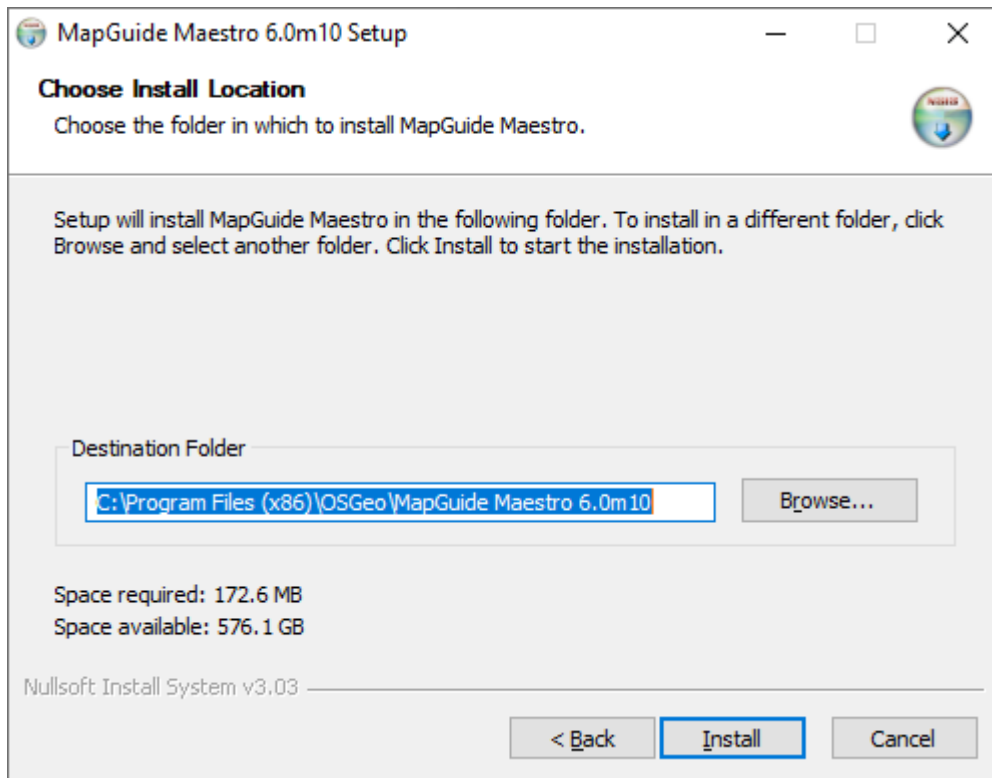 MapGuide Maestro 6.0m10 Setup
Choose Install Location
Choose the folder in which to install MapGuide Maestro.
Setup will install MapGuide Maestro in the following folder. To install in a different folder, click
Browse and select another folder. Click Install to start the installation.
Destination Folder
C:\Program Files (x86)\OSGeo\MapGuide Maestro 6.0m10
Browse...
Space required: 172.6 MB
Space available: 576.1 GB
Nullsoft Install System v3.03
< Back
Install
Cancel